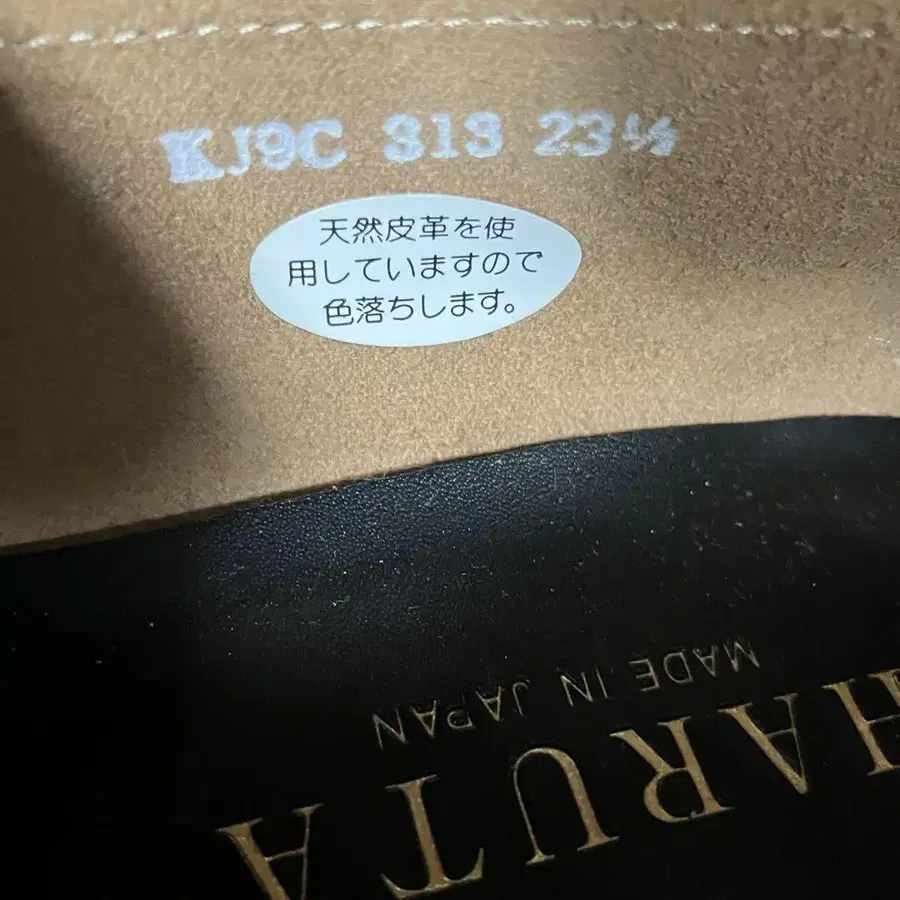 KJ9C 313 23½
天然皮革を使
用していますので
色落ちします。
HARUTA
MADE IN JAPAN